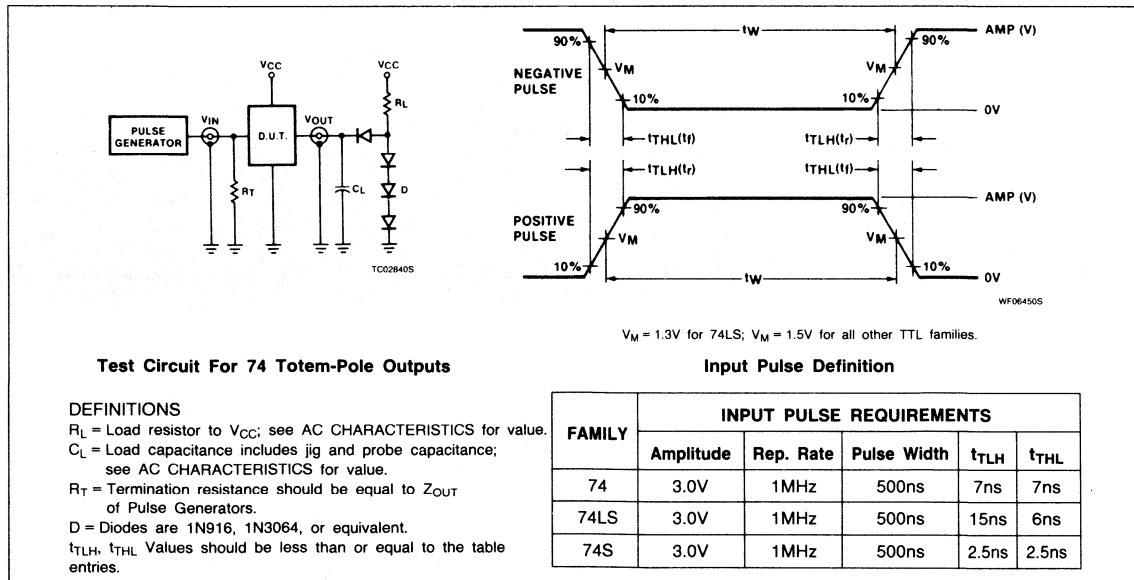 VCC
VCC
RL
PULSE
GENERATOR
VIN
D.U.T.
VOUT
RT
CL
D
TC02840S
tW
AMP (V)
90%
90%
NEGATIVE
PULSE
VM
VM
10%
10%
0V
tTHL(tf)
tTLH(tr)
tTLH(tr)
tTHL(tf)
AMP (V)
90%
90%
POSITIVE
PULSE
VM
VM
10%
10%
tW
0V
WF06450S
VM = 1.3V for 74LS; VM = 1.5V for all other TTL families.
Test Circuit For 74 Totem-Pole Outputs
Input Pulse Definition
DEFINITIONS
RL = Load resistor to VCC; see AC CHARACTERISTICS for value.
CL = Load capacitance includes jig and probe capacitance;
see AC CHARACTERISTICS for value.
RT = Termination resistance should be equal to ZOUT
of Pulse Generators.
D = Diodes are 1N916, 1N3064, or equivalent.
tTLH, tTHL Values should be less than or equal to the table
entries.
FAMILY INPUT PULSE REQUIREMENTS
Amplitude Rep. Rate Pulse Width tTLH tTHL
74 3.0V 1MHz 500ns 7ns 7ns
74LS 3.0V 1MHz 500ns 15ns 6ns
74S 3.0V 1MHz 500ns 2.5ns 2.5ns